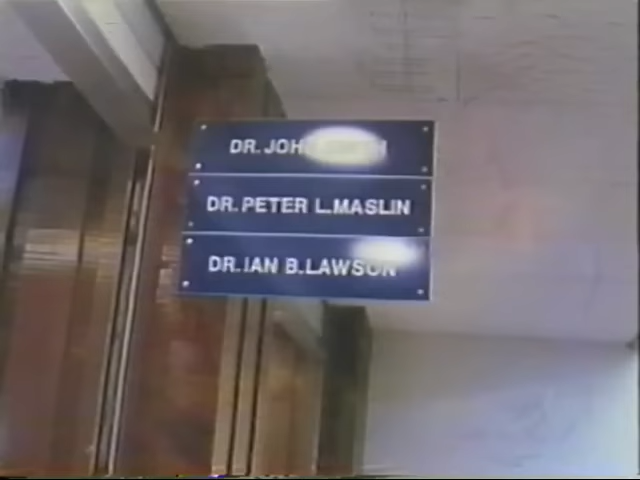 DR. JOHN
DR. PETER L. MASLIN
DR. IAN B. LAWSON